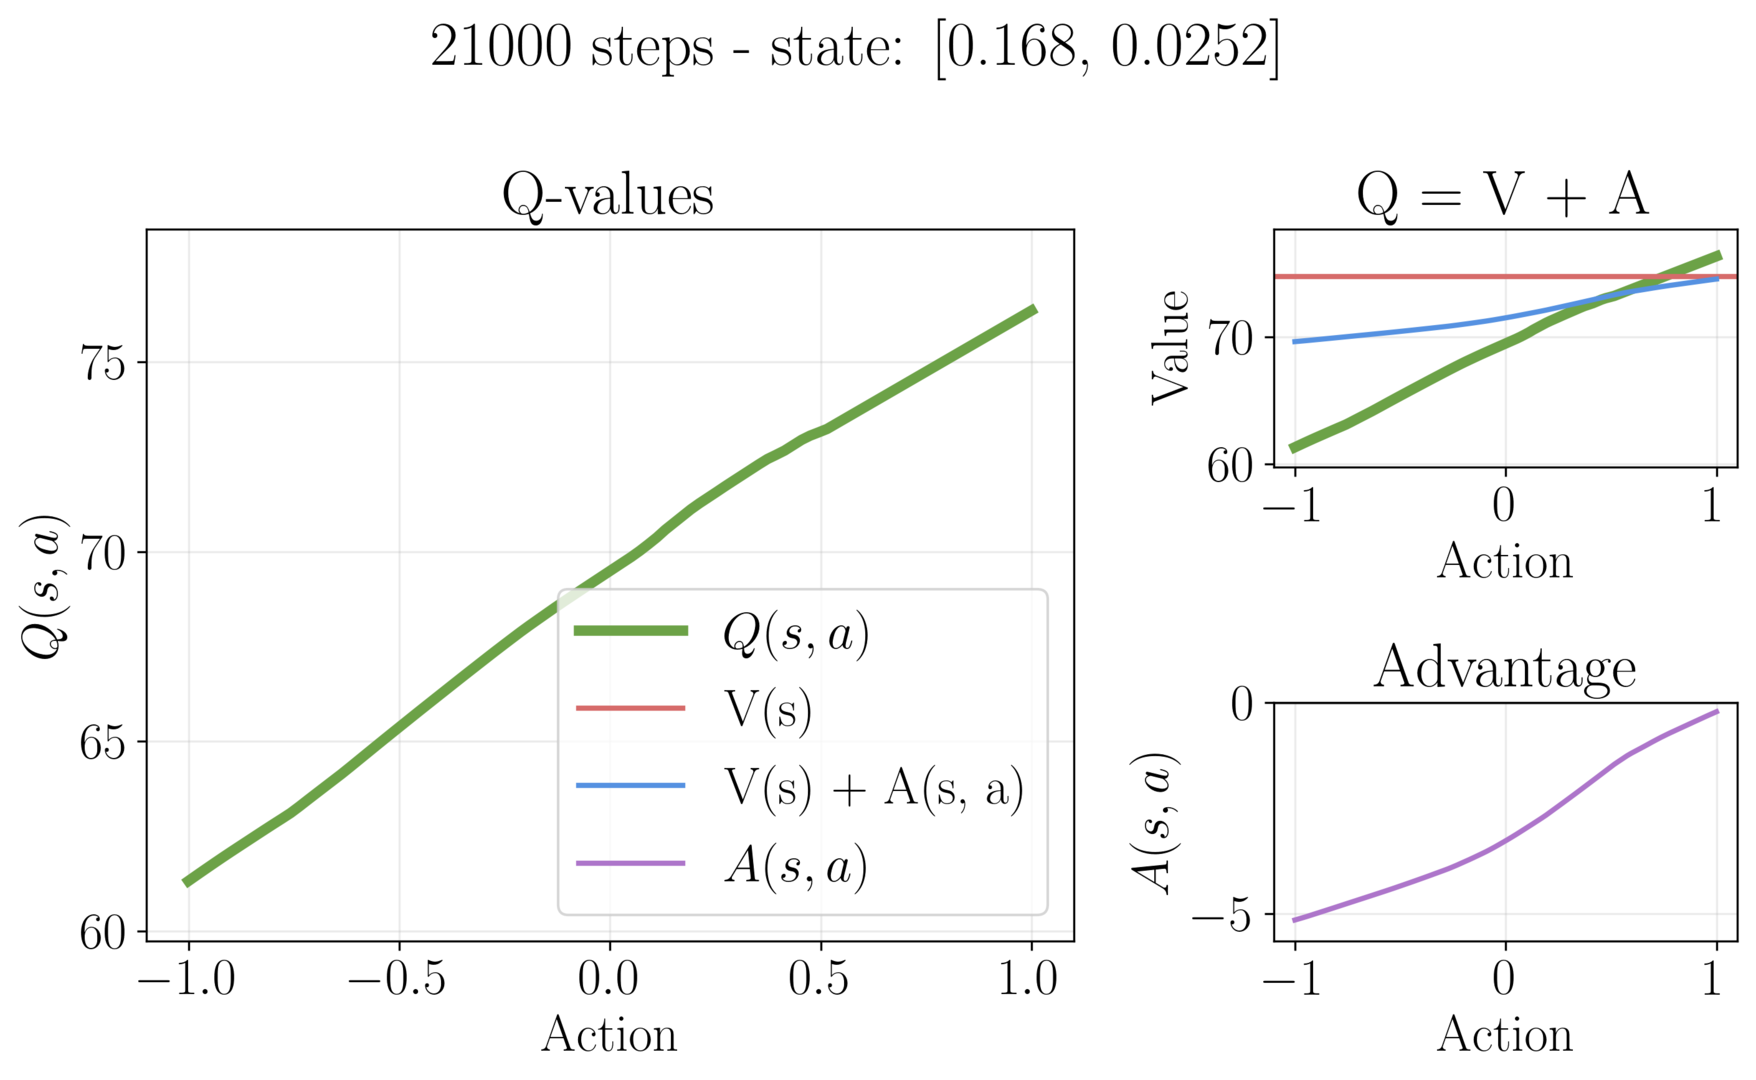 21000 steps - state: [0.168, 0.0252]
Q-values
Q(s, a)
75
70
65
60
−1.0
−0.5
0.0
0.5
1.0
Action
Q(s, a)
V(s)
V(s) + A(s, a)
A(s, a)
Q = V + A
Value
70
60
−1
0
1
Action
Advantage
A(s, a)
0
−5
−1
0
1
Action